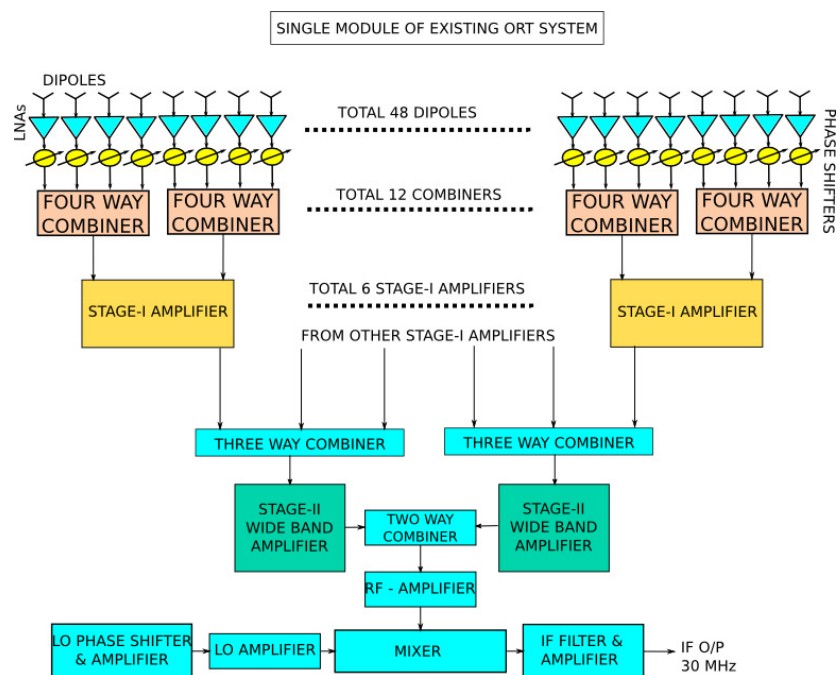 SINGLE MODULE OF EXISTING ORT SYSTEM
DIPOLES
LNAs
TOTAL 48 DIPOLES
PHASE SHIFTERS
FOUR WAY
COMBINER
FOUR WAY
COMBINER
TOTAL 12 COMBINERS
FOUR WAY
COMBINER
FOUR WAY
COMBINER
STAGE-I AMPLIFIER
TOTAL 6 STAGE-I AMPLIFIERS
STAGE-I AMPLIFIER
FROM OTHER STAGE-I AMPLIFIERS
THREE WAY COMBINER
THREE WAY COMBINER
STAGE-II
WIDE BAND
AMPLIFIER
TWO WAY
COMBINER
STAGE-II
WIDE BAND
AMPLIFIER
RF - AMPLIFIER
LO PHASE SHIFTER
& AMPLIFIER
LO AMPLIFIER
MIXER
IF FILTER &
AMPLIFIER
IF O/P
30 MHz